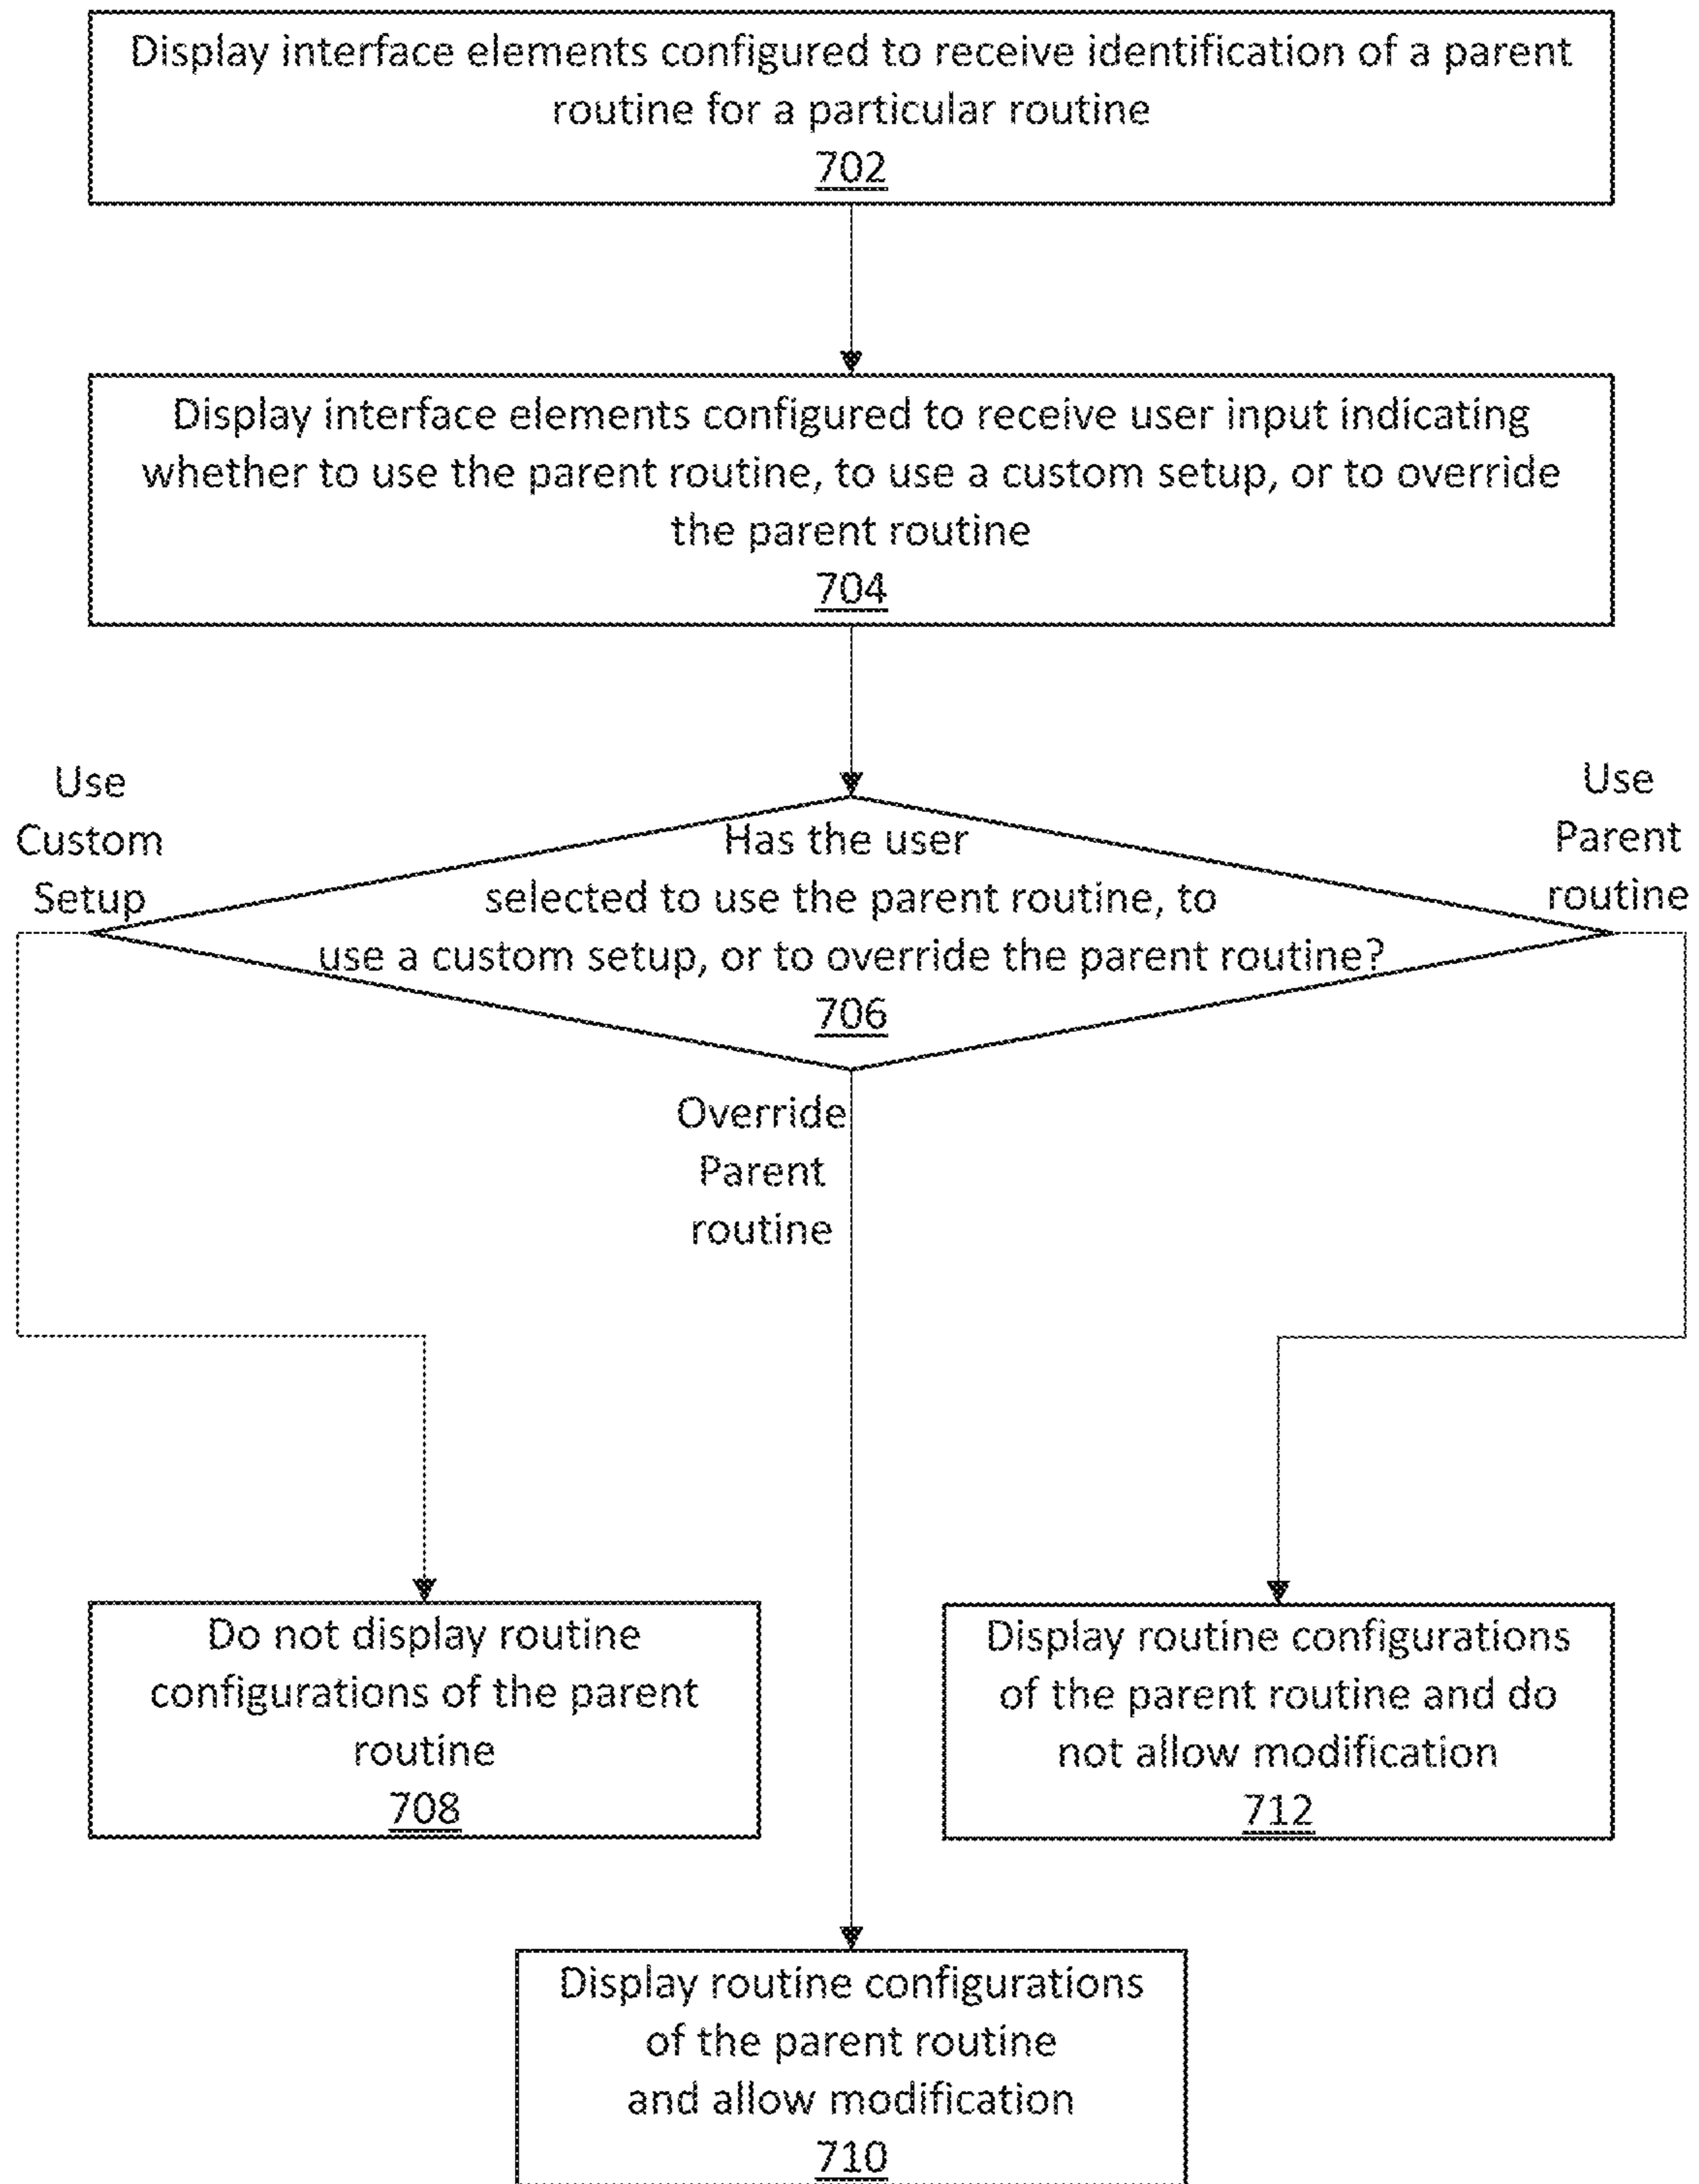 Display interface elements configured to receive identification of a parent
routine for a particular routine
702
Display interface elements configured to receive user input indicating
whether to use the parent routine, to use a custom setup, or to override
the parent routine
704
Use
Custom
Setup
Use
Parent
routine
Has the user
selected to use the parent routine, to
use a custom setup, or to override the parent routine?
706
Override
Parent
routine
Do not display routine
configurations of the parent
routine
708
Display routine configurations
of the parent routine and do
not allow modification
712
Display routine configurations
of the parent routine
and allow modification
710